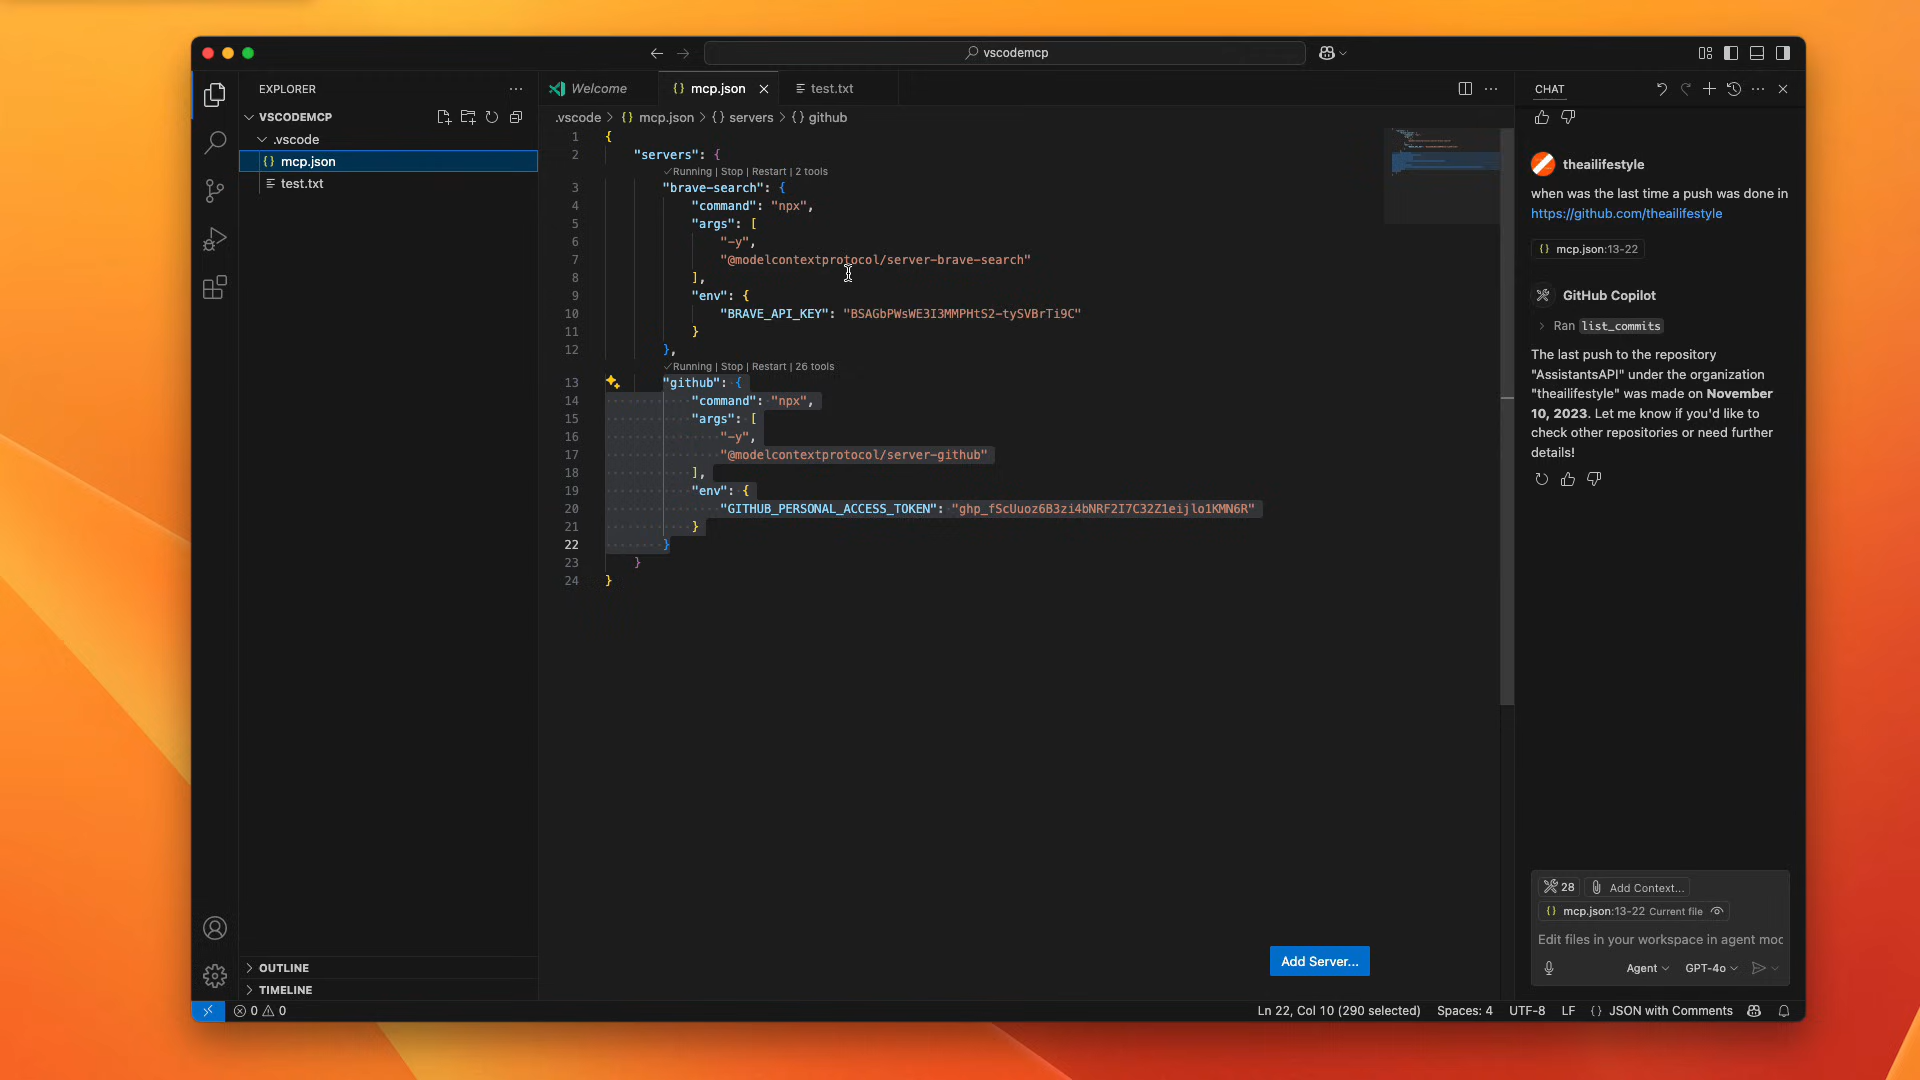 vscodemcp
EXPLORER
VSCODEMCP
.vscode
mcp.json
test.txt
OUTLINE
TIMELINE
Welcome
mcp.json
test.txt
.vscode > {} mcp.json > {} servers > {} github
1 {
2 "servers": {
✓Running | Stop | Restart | 2 tools
3 "brave-search": {
4 "command": "npx",
5 "args": [
6 "-y",
7 "@modelcontextprotocol/server-brave-search"
8 ],
9 "env": {
10 "BRAVE_API_KEY": "BSAGbPWsWE3I3MMPHtS2-tySVBrTi9C"
11 }
12 },
✓Running | Stop | Restart | 26 tools
13 "github": {
14 "command": "npx",
15 "args": [
16 "-y",
17 "@modelcontextprotocol/server-github"
18 ],
19 "env": {
20 "GITHUB_PERSONAL_ACCESS_TOKEN": "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"
21 }
22 }
23 }
24 }
Add Server...
CHAT
theailifestyle
when was the last time a push was done in
https://github.com/theailifestyle
{} mcp.json:13-22
GitHub Copilot
> Ran list_commits
The last push to the repository
"AssistantsAPI" under the organization
"theailifestyle" was made on November
10, 2023. Let me know if you'd like to
check other repositories or need further
details!
28 Add Context...
{} mcp.json:13-22 Current file
Edit files in your workspace in agent moc
Agent GPT-4o
0 0
Ln 22, Col 10 (290 selected) Spaces: 4 UTF-8 LF {} JSON with Comments